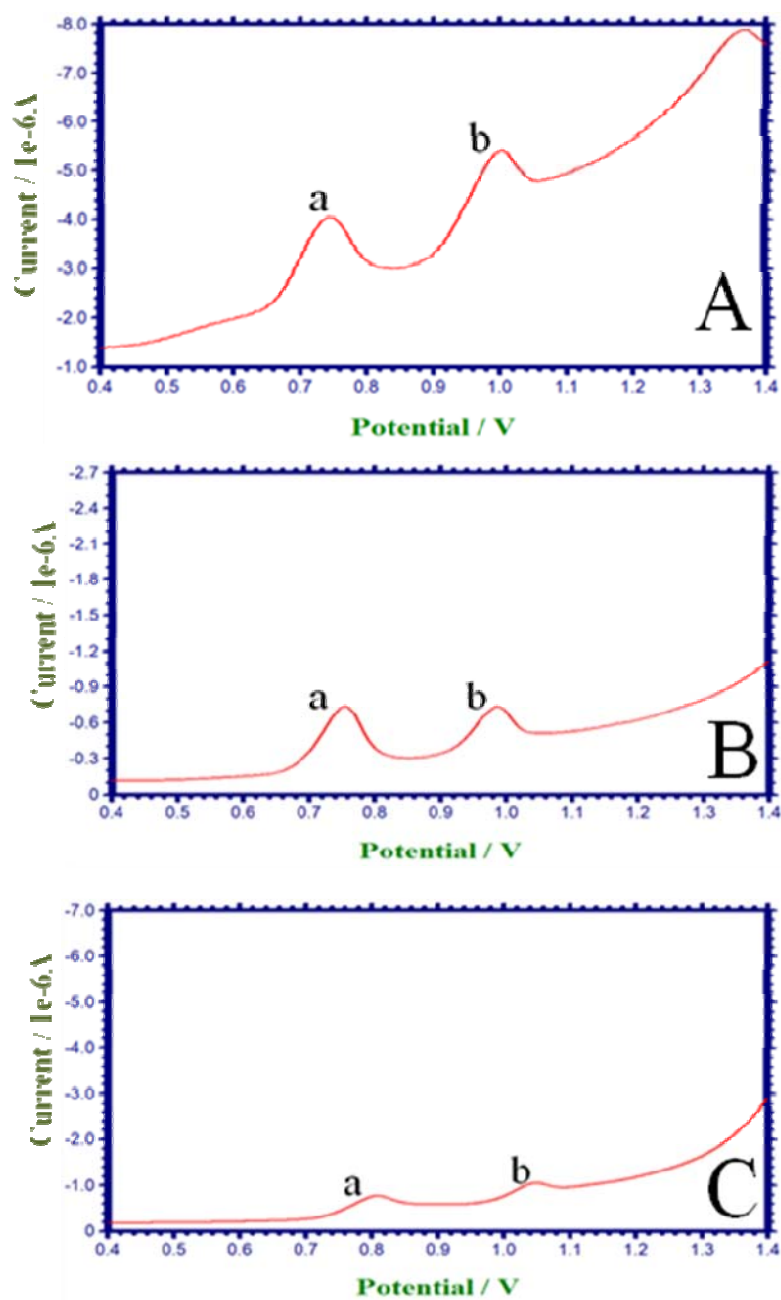 -8.0
-7.0
-6.0
-5.0
-4.0
-3.0
-2.0
-1.0
Current / 1e-6A
a
b
A
0.4 0.5 0.6 0.7 0.8 0.9 1.0 1.1 1.2 1.3 1.4
Potential / V
-2.7
-2.4
-2.1
-1.8
-1.5
-1.2
-0.9
-0.6
-0.3
0
Current / 1e-6A
a
b
B
0.4 0.5 0.6 0.7 0.8 0.9 1.0 1.1 1.2 1.3 1.4
Potential / V
-7.0
-6.0
-5.0
-4.0
-3.0
-2.0
-1.0
0
Current / 1e-6A
a
b
C
0.4 0.5 0.6 0.7 0.8 0.9 1.0 1.1 1.2 1.3 1.4
Potential / V